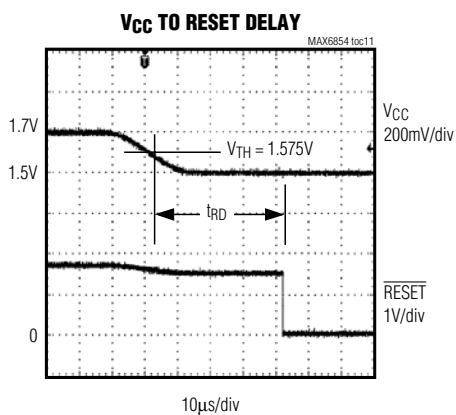 VCC TO RESET DELAY
MAX6854 toc11
T
1.7V
VCC
200mV/div
VTH = 1.575V
1.5V
tRD
RESET
1V/div
0
10μs/div